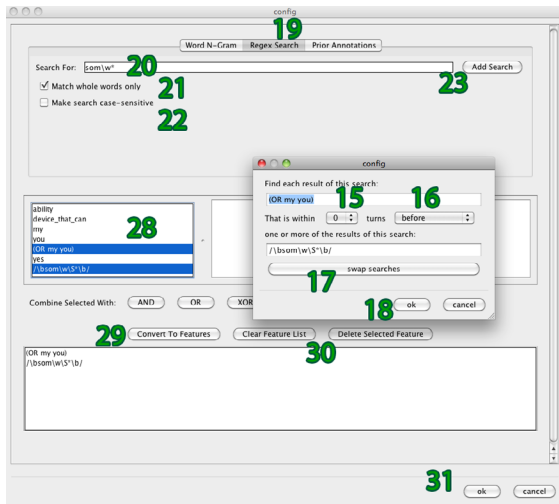 config
19
Word N-Gram Regex Search Prior Annotations
Search For: som\w* 20 Add Search
Match whole words only 21 23
Make search case-sensitive 22
config
Find each result of this search:
(OR my you) 15 16
That is within 0 turns before
one or more of the results of this search:
/\bsom\w\S*\b/
swap searches 17
18 ok cancel
ability
device_that_can
my
you 28
(OR my you)
yes
/\bsom\w\S*\b/
Combine Selected With: AND OR XOR
29 Convert To Features Clear Feature List Delete Selected Feature
30
(OR my you)
/\bsom\w\S*\b/
31 ok cancel